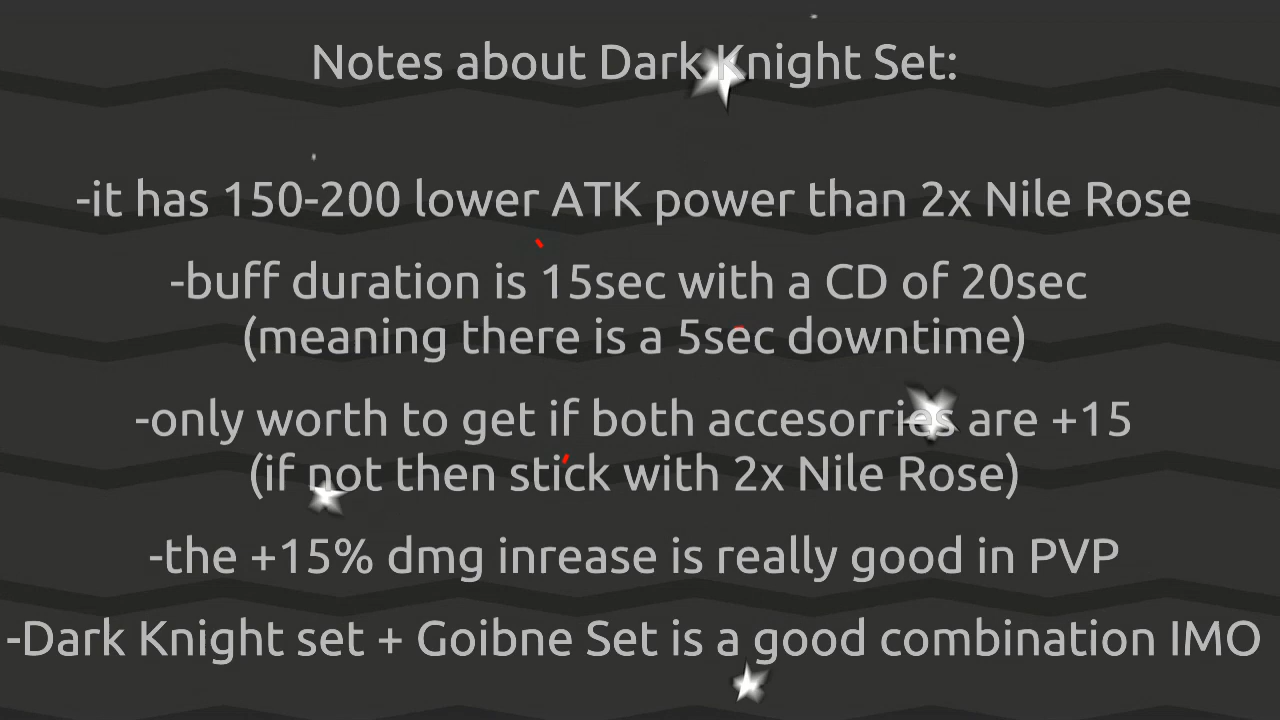 Notes about Dark Knight Set:
-it has 150-200 lower ATK power than 2x Nile Rose
-buff duration is 15sec with a CD of 20sec
(meaning there is a 5sec downtime)
-only worth to get if both accesorries are +15
(if not then stick with 2x Nile Rose)
-the +15% dmg inrease is really good in PVP
-Dark Knight set + Goibne Set is a good combination IMO